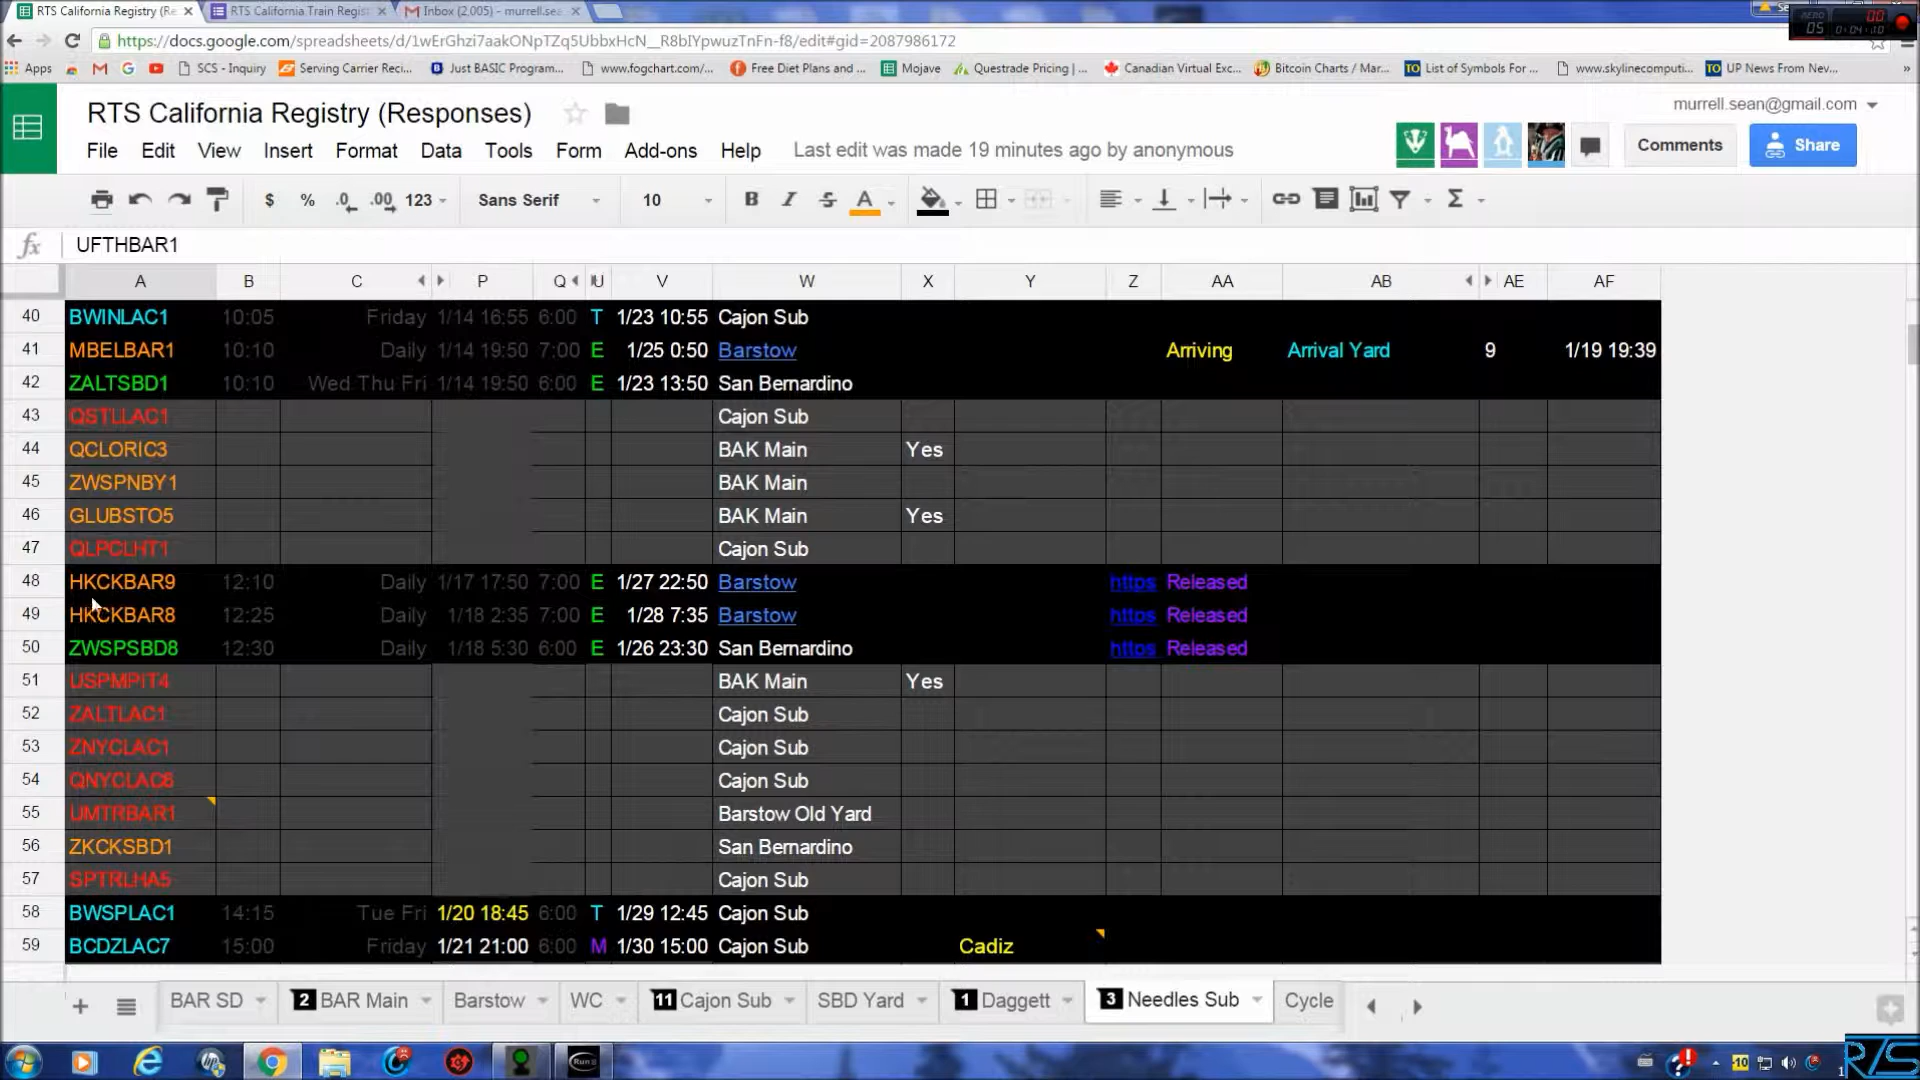 RTS California Registry (Re
RTS California Train Regist
Inbox (2,005) - murrell.sea
https://docs.google.com/spreadsheets/d/1wErGhzi7aakONpTZq5UbbxHcN__R8bIYpwuzTnFn-f8/edit#gid=2087986172
Apps
SCS - Inquiry
Serving Carrier Reci...
Just BASIC Program...
www.fogchart.com/...
Free Diet Plans and ...
Mojave
Questrade Pricing | ...
Canadian Virtual Exc...
Bitcoin Charts / Mar...
List of Symbols For ...
www.skylinecomputi...
UP News From Nev...
RTS California Registry (Responses)
murrell.sean@gmail.com
File Edit View Insert Format Data Tools Form Add-ons Help
Last edit was made 19 minutes ago by anonymous
Comments
Share
$ % .0 .00 123 Sans Serif 10 B I S A Σ
fx UFTHBAR1
A B C P Q U V W X Y Z AA AB AE AF
40 BWINLAC1 10:05 Friday 1/14 16:55 6:00 T 1/23 10:55 Cajon Sub
41 MBELBAR1 10:10 Daily 1/14 19:50 7:00 E 1/25 0:50 Barstow Arriving Arrival Yard 9 1/19 19:39
42 ZALTSBD1 10:10 Wed Thu Fri 1/14 19:50 6:00 E 1/23 13:50 San Bernardino
43 QSTLLAC1 Cajon Sub
44 QCLORIC3 BAK Main Yes
45 ZWSPNBY1 BAK Main
46 GLUBSTO5 BAK Main Yes
47 QLPCLHT1 Cajon Sub
48 HKCKBAR9 12:10 Daily 1/17 17:50 7:00 E 1/27 22:50 Barstow https Released
49 HKCKBAR8 12:25 Daily 1/18 2:35 7:00 E 1/28 7:35 Barstow https Released
50 ZWSPSBD8 12:30 Daily 1/18 5:30 6:00 E 1/26 23:30 San Bernardino https Released
51 USPMPIT4 BAK Main Yes
52 ZALTLAC1 Cajon Sub
53 ZNYCLAC1 Cajon Sub
54 QNYCLAC6 Cajon Sub
55 UMTRBAR1 Barstow Old Yard
56 ZKCKSBD1 San Bernardino
57 SPTRLHA5 Cajon Sub
58 BWSPLAC1 14:15 Tue Fri 1/20 18:45 6:00 T 1/29 12:45 Cajon Sub
59 BCDZLAC7 15:00 Friday 1/21 21:00 6:00 M 1/30 15:00 Cajon Sub Cadiz
BAR SD 2 BAR Main Barstow WC 11 Cajon Sub SBD Yard 1 Daggett 3 Needles Sub Cycle
R/S